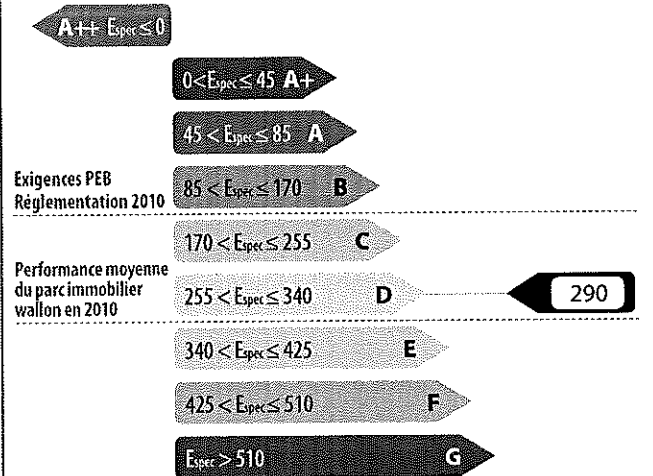 A++ Espec ≤ 0
0 < Espec ≤ 45 A+
45 < Espec ≤ 85 A
Exigences PEB
Réglementation 2010
85 < Espec ≤ 170 B
170 < Espec ≤ 255 C
Performance moyenne
du parc immobilier
wallon en 2010
255 < Espec ≤ 340 D
290
340 < Espec ≤ 425 E
425 < Espec ≤ 510 F
Espec > 510 G